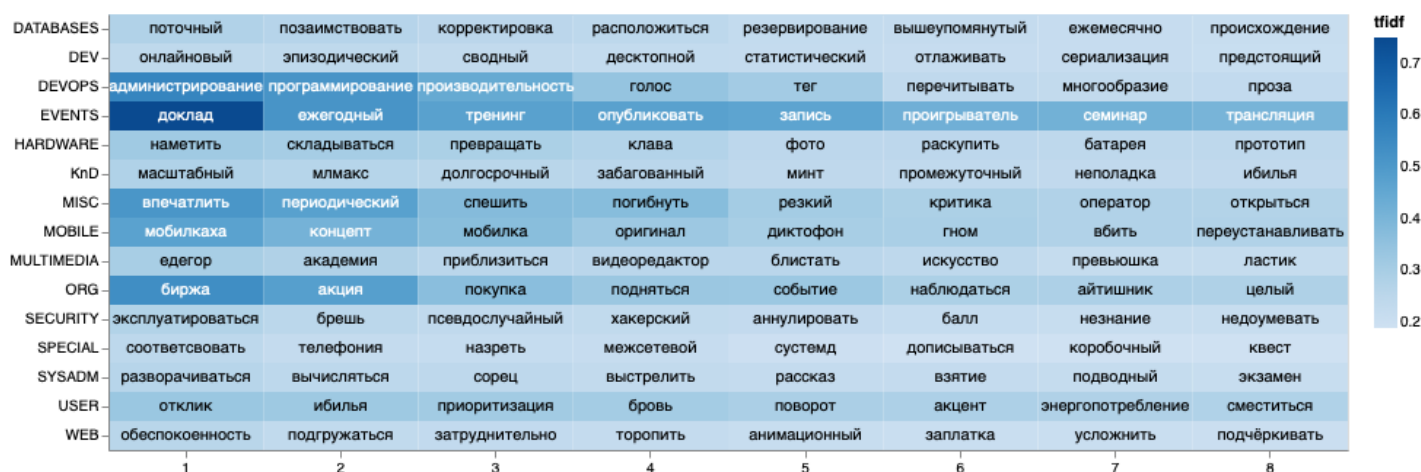 DATABASES поточный позаимствовать корректировка расположиться резервирование вышеупомянутый ежемесячно происхождение
DEV онлайновый эпизодический сводный десктопной статистический отлаживать сериализация предстоящий
DEVOPS администрирование программирование производительность голос тег перечитывать многообразие проза
EVENTS доклад ежегодный тренинг опубликовать запись проигрыватель семинар трансляция
HARDWARE наметить складываться превращать клава фото раскупить батарея прототип
KnD масштабный млмакс долгосрочный забагованный минт промежуточный неполадка ибилья
MISC впечатлить периодический спешить погибнуть резкий критика оператор открыться
MOBILE мобилкаха концепт мобилка оригинал диктофон гном вбить переустанавливать
MULTIMEDIA едегор академия приблизиться видеоредактор блистать искусство превьюшка ластик
ORG биржа акция покупка подняться событие наблюдаться айтишник целый
SECURITY эксплуатироваться брешь псевдослучайный хакерский аннулировать балл незнание недоумевать
SPECIAL соответсвовать телефония назреть межсетевой сустемд дописываться коробочный квест
SYSADM разворачиваться вычисляться сорец выстрелить рассказ взятие подводный экзамен
USER отклик ибилья приоритизация бровь поворот акцент энергопотребление сместиться
WEB обеспокоенность подгружаться затруднительно торопить анимационный заплатка усложнить подчёркивать
1 2 3 4 5 6 7 8
tfidf
0.7
0.6
0.5
0.4
0.3
0.2